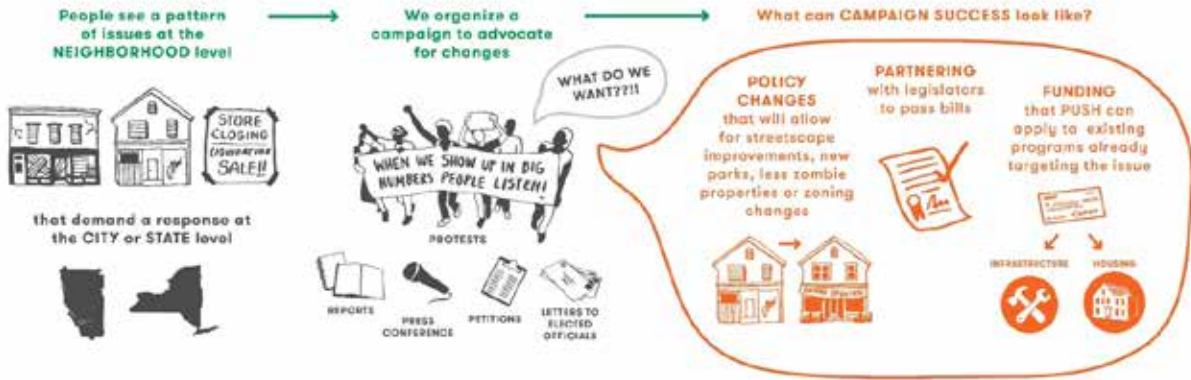 People see a pattern
of issues at the
NEIGHBORHOOD level
STORE
CLOSING
LIQUIDATION
SALE!!
that demand a response at
the CITY or STATE level
We organize a
campaign to advocate
for changes
WHAT DO WE
WANT??!!
WHEN WE SHOW UP IN BIG
NUMBERS PEOPLE LISTEN!
PROTESTS
REPORTS
PRESS
CONFERENCE
PETITIONS
LETTERS TO
ELECTED
OFFICIALS
What can CAMPAIGN SUCCESS look like?
POLICY
CHANGES
that will allow
for streetscape
improvements, new
parks, less zombie
properties or zoning
changes
PARTNERING
with legislators
to pass bills
FUNDING
that PUSH can
apply to existing
programs already
targeting the issue
INFRASTRUCTURE
HOUSING